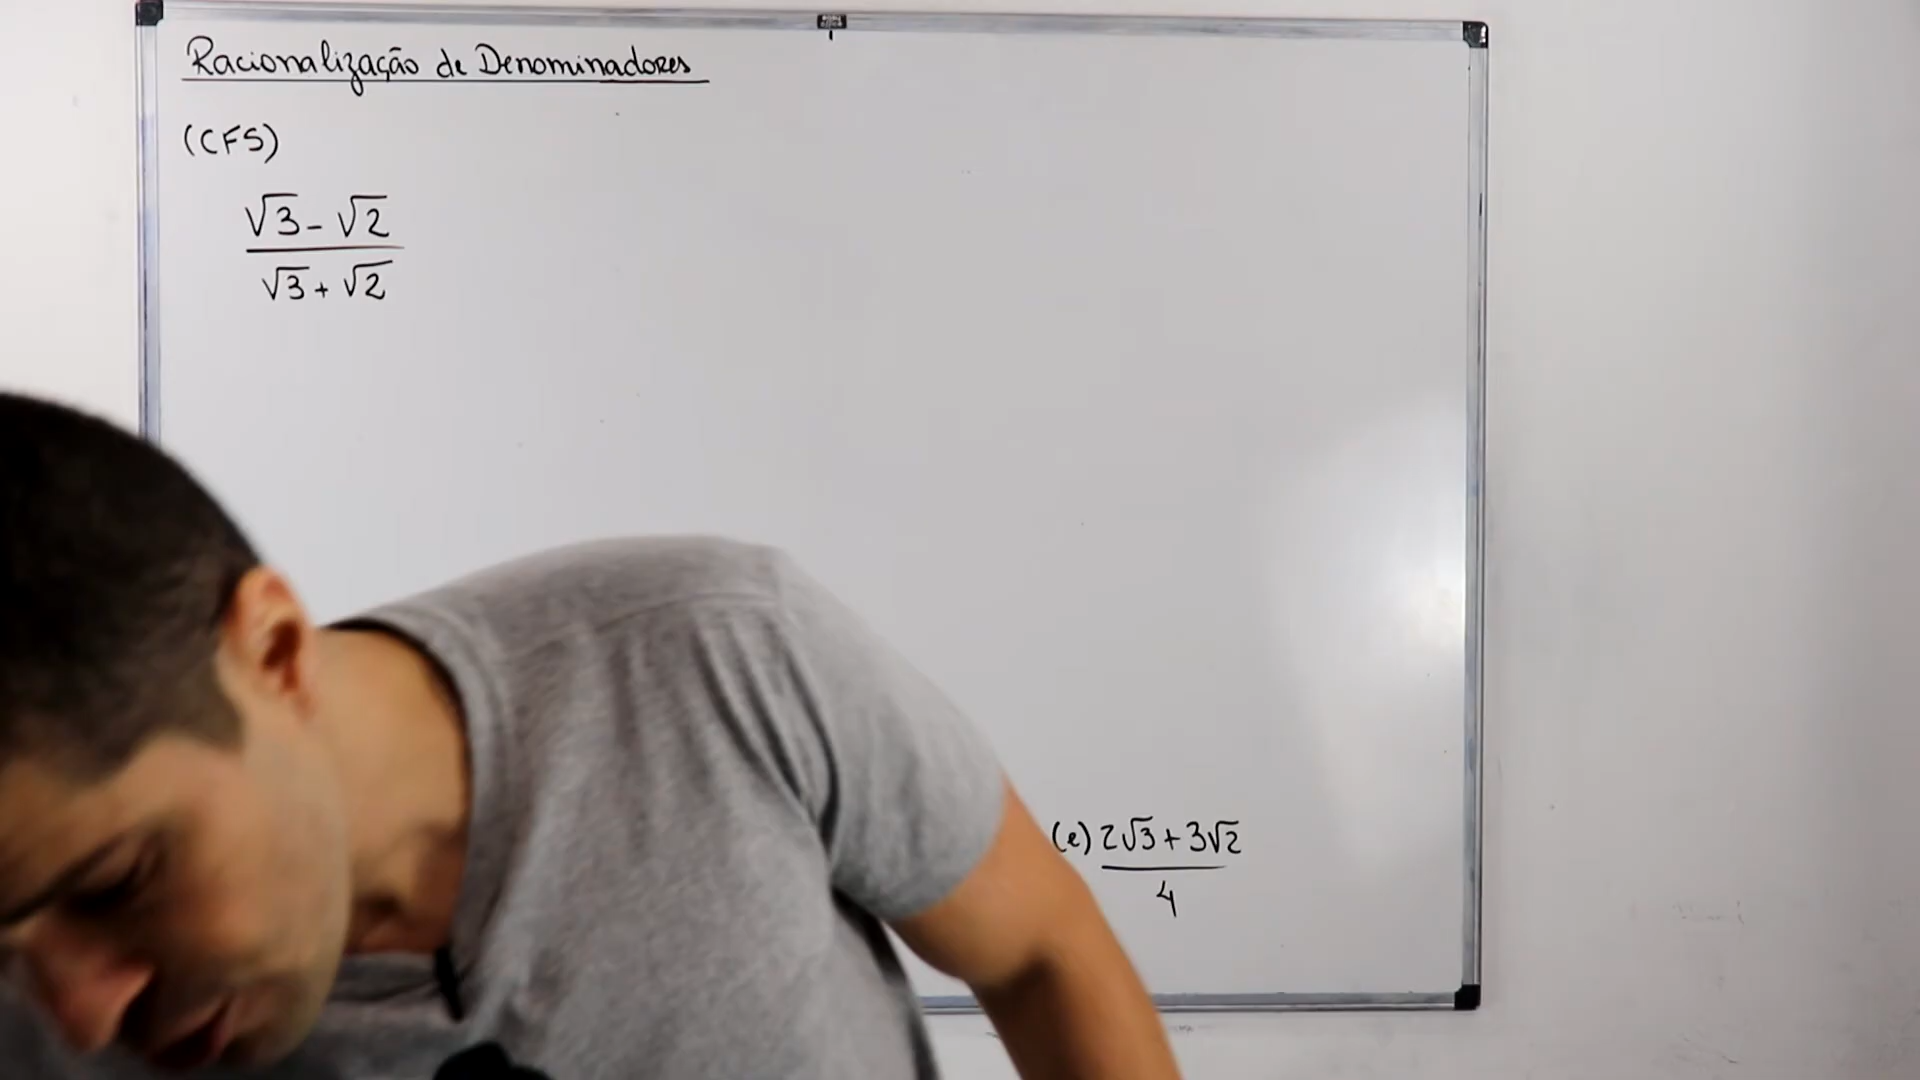 Racionalização de Denominadores
(CFS)
√3 - √2
√3 + √2
(e) 2√3 + 3√2
4